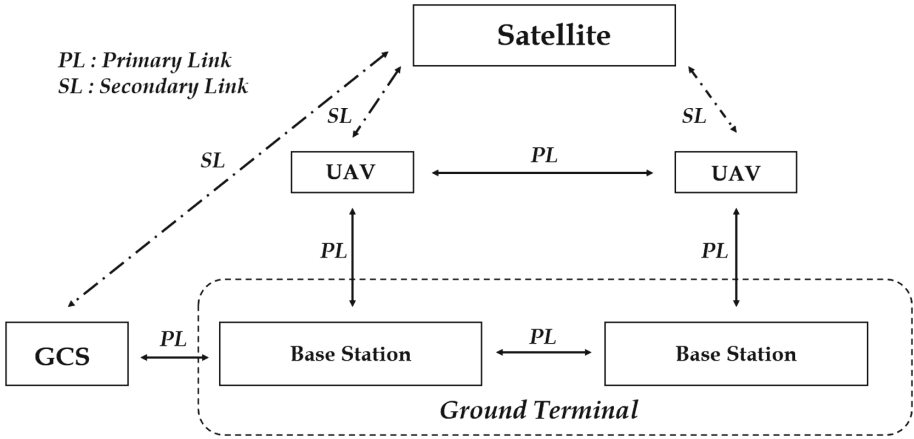 Satellite
PL : Primary Link
SL : Secondary Link
SL
SL
SL
UAV
PL
UAV
PL
PL
GCS
PL
Base Station
PL
Base Station
Ground Terminal